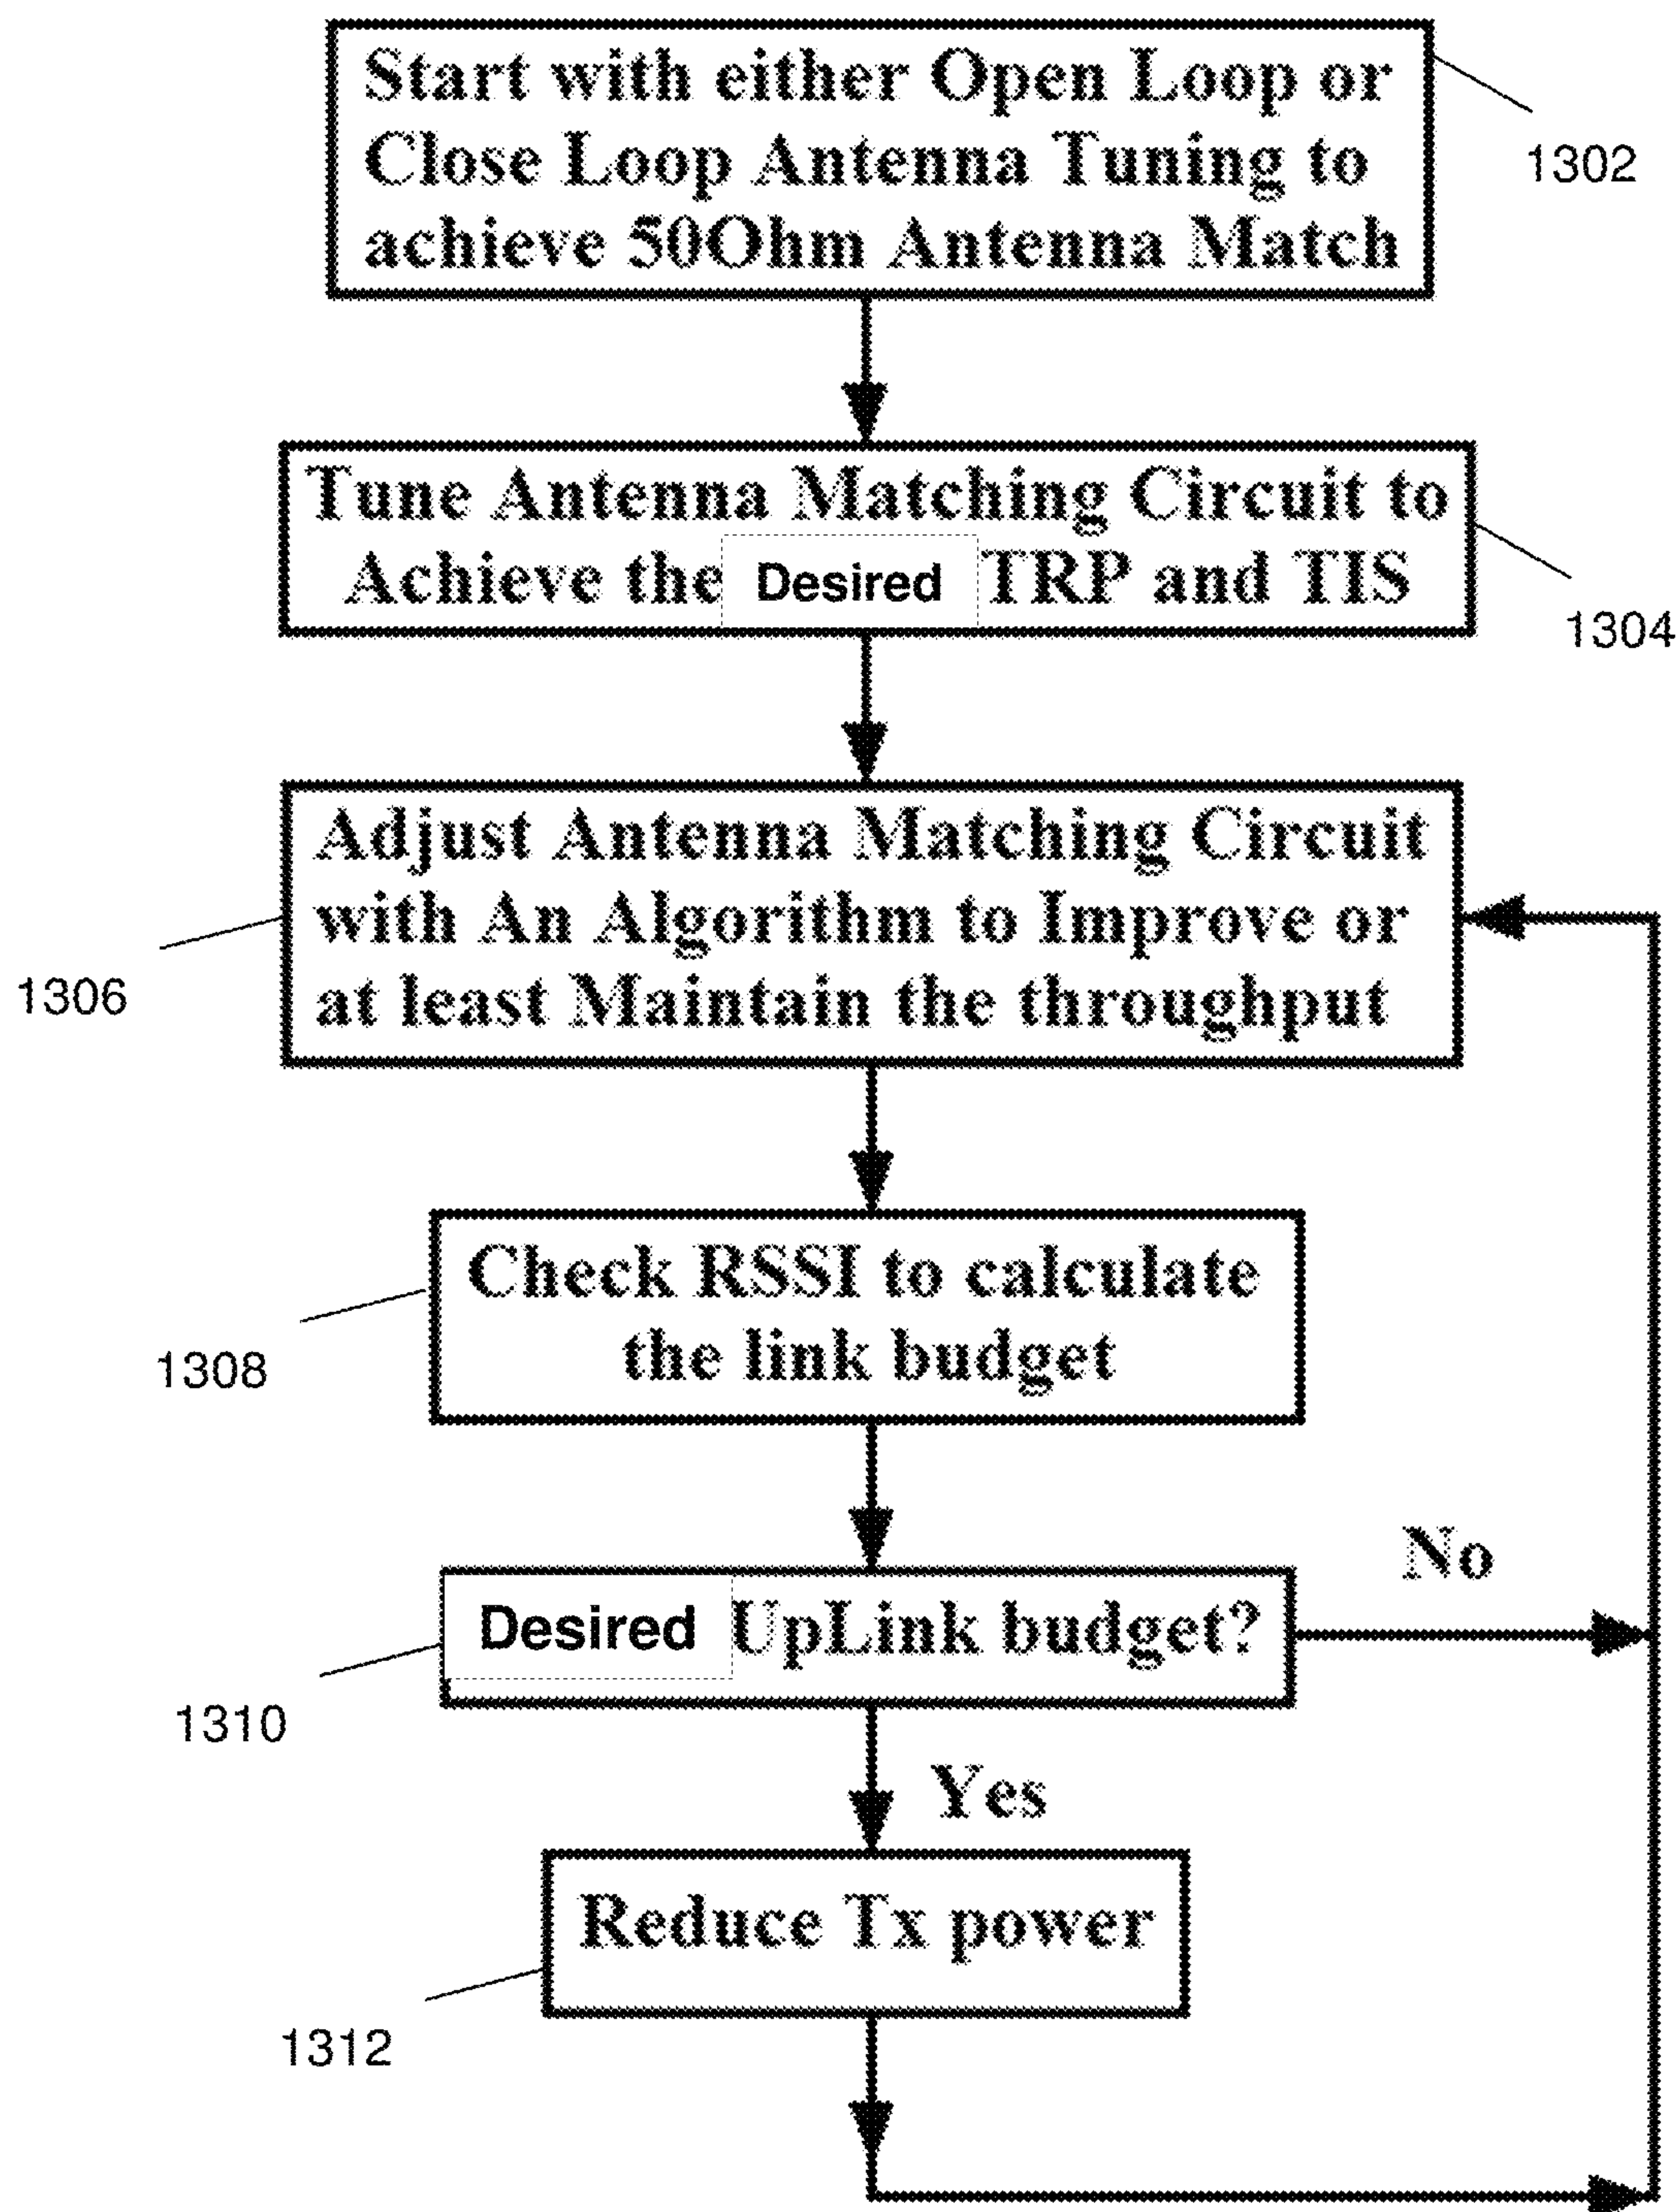 Start with either Open Loop or
Close Loop Antenna Tuning to
achieve 50Ohm Antenna Match
1302
Tune Antenna Matching Circuit to
Achieve the Desired TRP and TIS
1304
Adjust Antenna Matching Circuit
with An Algorithm to Improve or
at least Maintain the throughput
1306
Check RSSI to calculate
the link budget
1308
Desired UpLink budget?
No
1310
Yes
Reduce Tx power
1312